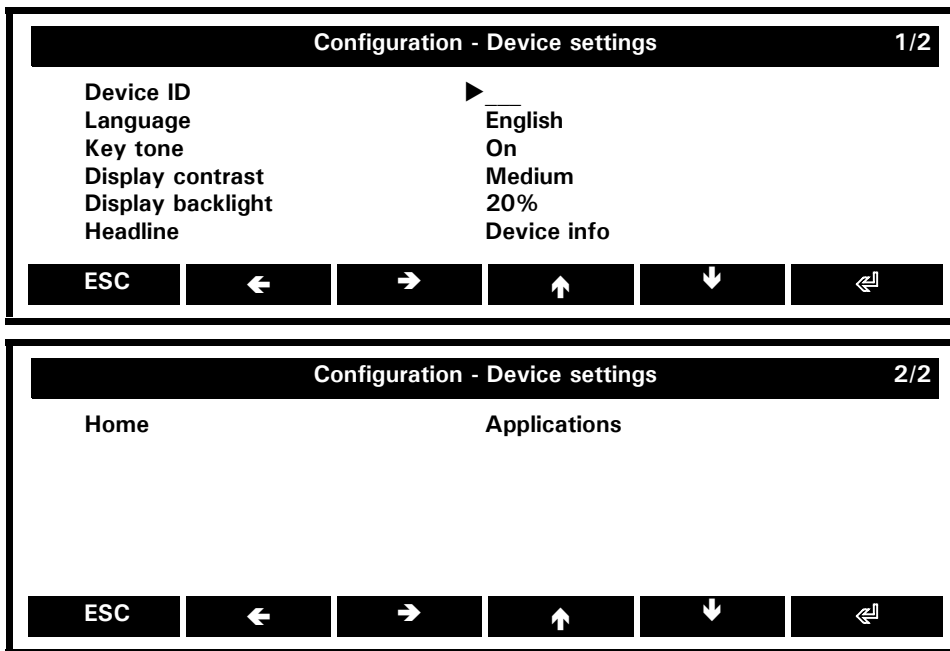 Configuration - Device settings 1/2
Device ID ▶___
Language English
Key tone On
Display contrast Medium
Display backlight 20%
Headline Device info
ESC ← → ↑ ↓ ↵
Configuration - Device settings 2/2
Home Applications
ESC ← → ↑ ↓ ↵